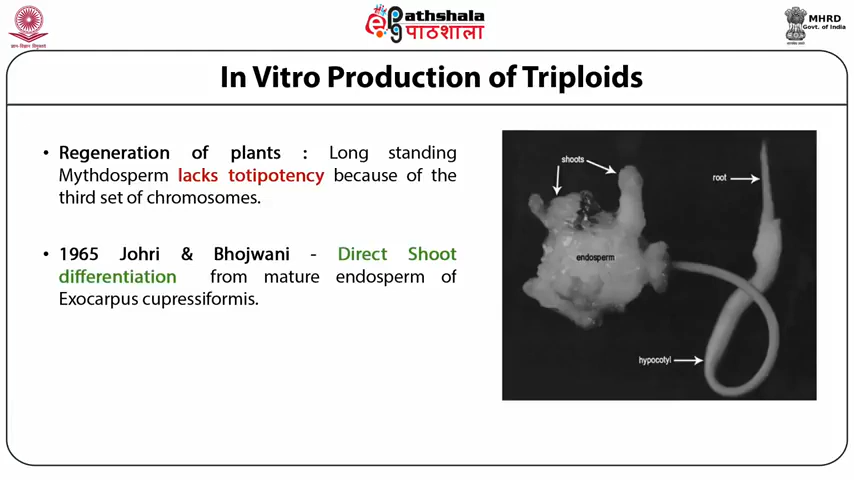 Pathshala
पाठशाला
MHRD
Govt. of India
In Vitro Production of Triploids
• Regeneration of plants : Long standing
Mythdosperm lacks totipotency because of the
third set of chromosomes.
• 1965 Johri & Bhojwani - Direct Shoot
differentiation from mature endosperm of
Exocarpus cupressiformis.
shoots
root
endosperm
hypocotyl